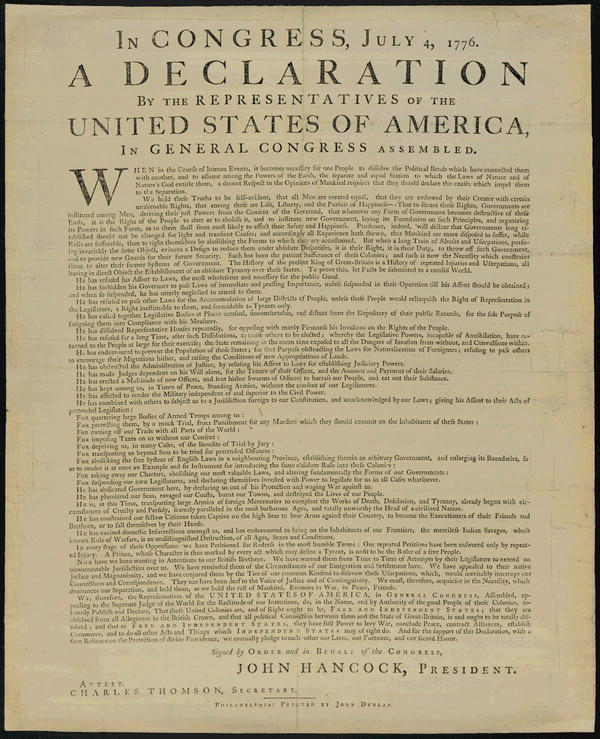 IN CONGRESS, JULY 4, 1776.
A DECLARATION
BY THE REPRESENTATIVES OF THE
UNITED STATES OF AMERICA,
IN GENERAL CONGRESS ASSEMBLED.
WHEN in the Course of human Events, it becomes necessary for one People to dissolve the Political Bands which have connected them
with another, and to assume among the Powers of the Earth, the separate and equal Station to which the Laws of Nature and of
Nature's God entitle them, a decent Respect to the Opinions of Mankind requires that they should declare the causes which impel them
to the Separation.
We hold these Truths to be self-evident, that all Men are created equal, that they are endowed by their Creator with certain
unalienable Rights, that among these are Life, Liberty, and the Pursuit of Happiness--That to secure these Rights, Governments are
instituted among Men, deriving their just Powers from the Consent of the Governed, that whenever any Form of Government becomes destructive of these
Ends, it is the Right of the People to alter or to abolish it, and to institute new Government, laying its Foundation on such Principles, and organizing
its Powers in such Form, as to them shall seem most likely to effect their Safety and Happiness. Prudence, indeed, will dictate that Governments long es-
tablished should not be changed for light and transient Causes; and accordingly all Experience hath shewn, that Mankind are more disposed to suffer, while
Evils are sufferable, than to right themselves by abolishing the Forms to which they are accustomed. But when a long Train of Abuses and Usurpations, pursu-
ing invariably the same Object, evinces a Design to reduce them under absolute Despotism, it is their Right, it is their Duty, to throw off such Government,
and to provide new Guards for their future Security. Such has been the patient Sufferance of these Colonies; and such is now the Necessity which constrains
them to alter their former Systems of Government. The History of the present King of Great-Britain is a History of repeated Injuries and Usurpations, all
having in direct Object the Establishment of an absolute Tyranny over these States. To prove this, let Facts be submitted to a candid World.
HE has refused his Assent to Laws, the most wholesome and necessary for the public Good.
HE has forbidden his Governors to pass Laws of immediate and pressing Importance, unless suspended in their Operation till his Assent should be obtained;
and when so suspended, he has utterly neglected to attend to them.
HE has refused to pass other Laws for the Accommodation of large Districts of People, unless those People would relinquish the Right of Representation in
the Legislature, a Right inestimable to them, and formidable to Tyrants only.
HE has called together Legislative Bodies at Places unusual, uncomfortable, and distant from the Depository of their public Records, for the sole Purpose of
fatiguing them into Compliance with his Measures.
HE has dissolved Representative Houses repeatedly, for opposing with manly Firmness his Invasions on the Rights of the People.
HE has refused for a long Time, after such Dissolutions, to cause others to be elected; whereby the Legislative Powers, incapable of Annihilation, have re-
turned to the People at large for their exercise; the State remaining in the mean time exposed to all the Dangers of Invasion from without, and Convulsions within.
HE has endeavoured to prevent the Population of these States; for that Purpose obstructing the Laws for Naturalization of Foreigners; refusing to pass others
to encourage their Migrations hither, and raising the Conditions of new Appropriations of Lands.
HE has obstructed the Administration of Justice, by refusing his Assent to Laws for establishing Judiciary Powers.
HE has made Judges dependent on his Will alone, for the Tenure of their Offices, and the Amount and Payment of their Salaries.
HE has erected a Multitude of new Offices, and sent hither Swarms of Officers to harrass our People, and eat out their Substance.
HE has kept among us, in Times of Peace, Standing Armies, without the consent of our Legislatures.
HE has affected to render the Military independent of and superior to the Civil Power.
HE has combined with others to subject us to a Jurisdiction foreign to our Constitution, and unacknowledged by our Laws; giving his Assent to their Acts of
pretended Legislation:
FOR quartering large Bodies of Armed Troops among us:
FOR protecting them, by a mock Trial, from Punishment for any Murders which they should commit on the Inhabitants of these States:
FOR cutting off our Trade with all Parts of the World:
FOR imposing Taxes on us without our Consent:
FOR depriving us, in many Cases, of the Benefits of Trial by Jury:
FOR transporting us beyond Seas to be tried for pretended Offences:
FOR abolishing the free System of English Laws in a neighbouring Province, establishing therein an arbitrary Government, and enlarging its Boundaries, so
as to render it at once an Example and fit Instrument for introducing the same absolute Rule into these Colonies:
FOR taking away our Charters, abolishing our most valuable Laws, and altering fundamentally the Forms of our Governments:
FOR suspending our own Legislatures, and declaring themselves invested with Power to legislate for us in all Cases whatsoever.
HE has abdicated Government here, by declaring us out of his Protection and waging War against us.
HE has plundered our Seas, ravaged our Coasts, burnt our Towns, and destroyed the Lives of our People.
HE is, at this Time, transporting large Armies of foreign Mercenaries to compleat the Works of Death, Desolation, and Tyranny, already begun with cir-
cumstances of Cruelty and Perfidy, scarcely paralleled in the most barbarous Ages, and totally unworthy the Head of a civilized Nation.
HE has constrained our fellow Citizens taken Captive on the high Seas to bear Arms against their Country, to become the Executioners of their Friends and
Brethren, or to fall themselves by their Hands.
HE has excited domestic Insurrections amongst us, and has endeavoured to bring on the Inhabitants of our Frontiers, the merciless Indian Savages, whose
known Rule of Warfare, is an undistinguished Destruction, of all Ages, Sexes and Conditions.
IN every stage of these Oppressions we have Petitioned for Redress in the most humble Terms: Our repeated Petitions have been answered only by repeat-
ed Injury. A Prince, whose Character is thus marked by every act which may define a Tyrant, is unfit to be the Ruler of a free People.
NOR have we been wanting in Attentions to our British Brethren. We have warned them from Time to Time of Attempts by their Legislature to extend an
unwarrantable Jurisdiction over us. We have reminded them of the Circumstances of our Emigration and Settlement here. We have appealed to their native
Justice and Magnanimity, and we have conjured them by the Ties of our common Kindred to disavow these Usurpations, which, would inevitably interrupt our
Connections and Correspondence. They too have been deaf to the Voice of Justice and of Consanguinity. We must, therefore, acquiesce in the Necessity, which
denounces our Separation, and hold them, as we hold the rest of Mankind, Enemies in War, in Peace, Friends.
WE, therefore, the Representatives of the UNITED STATES OF AMERICA, in GENERAL CONGRESS, Assembled, ap-
pealing to the Supreme Judge of the World for the Rectitude of our Intentions, do, in the Name, and by Authority of the good People of these Colonies, so-
lemnly Publish and Declare, That these United Colonies are, and of Right ought to be, FREE AND INDEPENDENT STATES; that they are
absolved from all Allegiance to the British Crown, and that all political Connection between them and the State of Great-Britain, is and ought to be totally dis-
solved; and that as FREE AND INDEPENDENT STATES, they have full Power to levy War, conclude Peace, contract Alliances, establish
Commerce, and to do all other Acts and Things which INDEPENDENT STATES may of right do. And for the support of this Declaration, with a
firm Reliance on the Protection of divine Providence, we mutually pledge to each other our Lives, our Fortunes, and our sacred Honor.
Signed by ORDER and in BEHALF of the CONGRESS,
JOHN HANCOCK, PRESIDENT.
ATTEST.
CHARLES THOMSON, SECRETARY.
PHILADELPHIA: PRINTED BY JOHN DUNLAP.